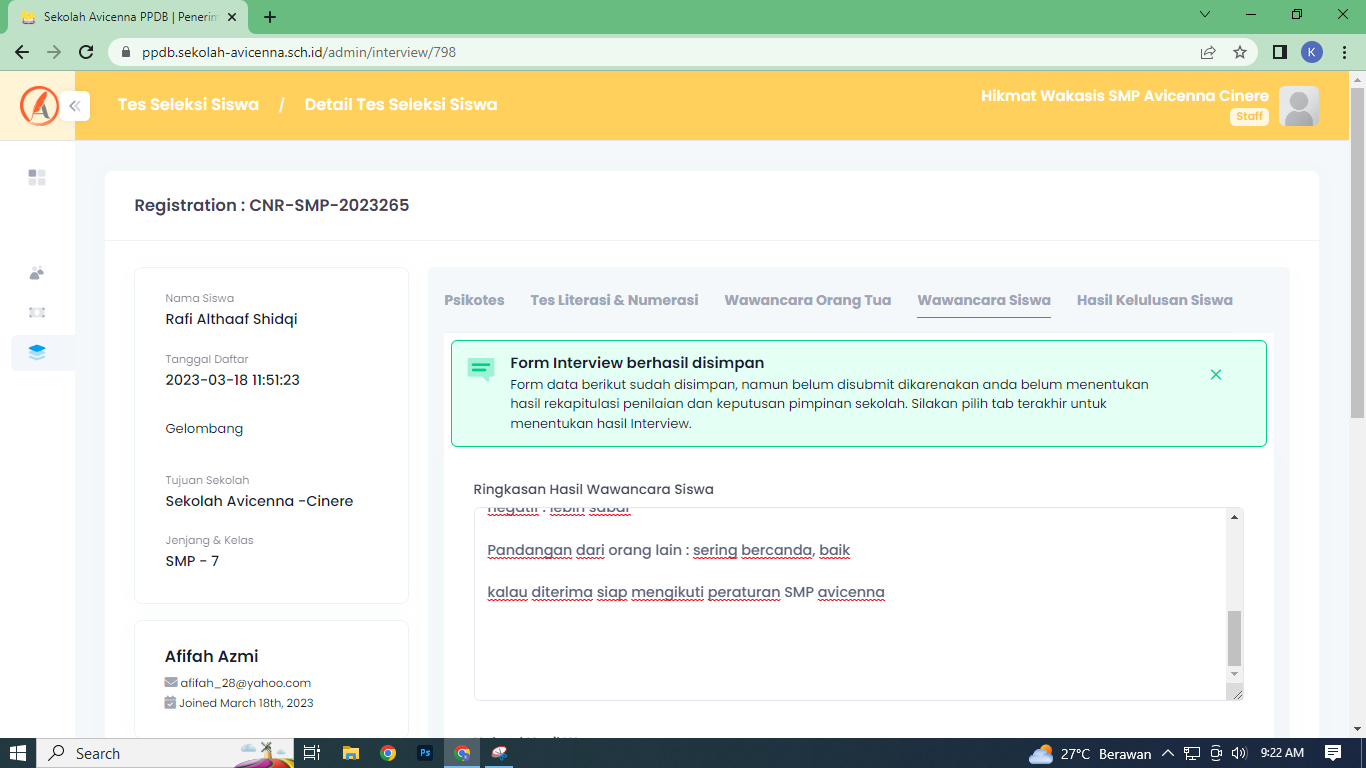 Sekolah Avicenna PPDB | Penerim
ppdb.sekolah-avicenna.sch.id/admin/interview/798
K
Tes Seleksi Siswa / Detail Tes Seleksi Siswa
Hikmat Wakasis SMP Avicenna Cinere
Staff
Registration : CNR-SMP-2023265
Nama Siswa
Rafi Althaaf Shidqi
Tanggal Daftar
2023-03-18 11:51:23
Gelombang
Tujuan Sekolah
Sekolah Avicenna -Cinere
Jenjang & Kelas
SMP - 7
Afifah Azmi
afifah_28@yahoo.com
Joined March 18th, 2023
Psikotes Tes Literasi & Numerasi Wawancara Orang Tua Wawancara Siswa Hasil Kelulusan Siswa
Form Interview berhasil disimpan
Form data berikut sudah disimpan, namun belum disubmit dikarenakan anda belum menentukan
hasil rekapitulasi penilaian dan keputusan pimpinan sekolah. Silakan pilih tab terakhir untuk
menentukan hasil Interview.
Ringkasan Hasil Wawancara Siswa
negatif : lebih sabar
Pandangan dari orang lain : sering bercanda, baik
kalau diterima siap mengikuti peraturan SMP avicenna
Search
Ps
27°C Berawan
9:22 AM